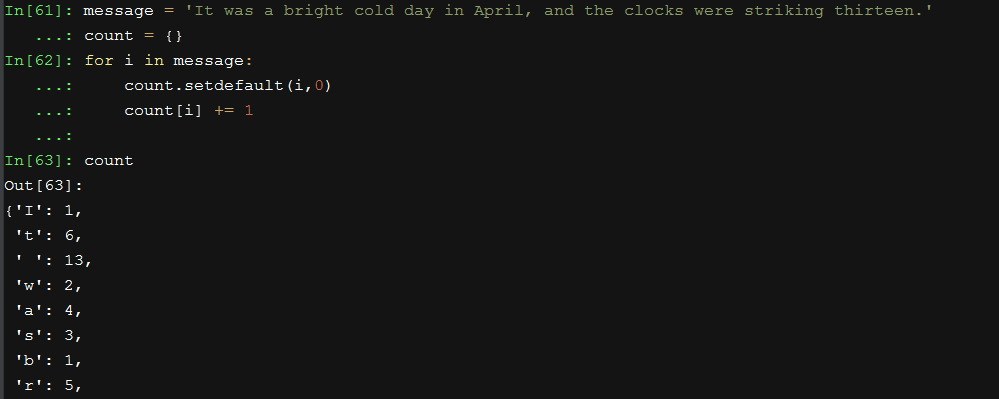 In[61]: message = 'It was a bright cold day in April, and the clocks were striking thirteen.'
   ...: count = {}
In[62]: for i in message:
   ...:     count.setdefault(i,0)
   ...:     count[i] += 1
   ...:
In[63]: count
Out[63]:
{'I': 1,
 't': 6,
 ' ': 13,
 'w': 2,
 'a': 4,
 's': 3,
 'b': 1,
 'r': 5,